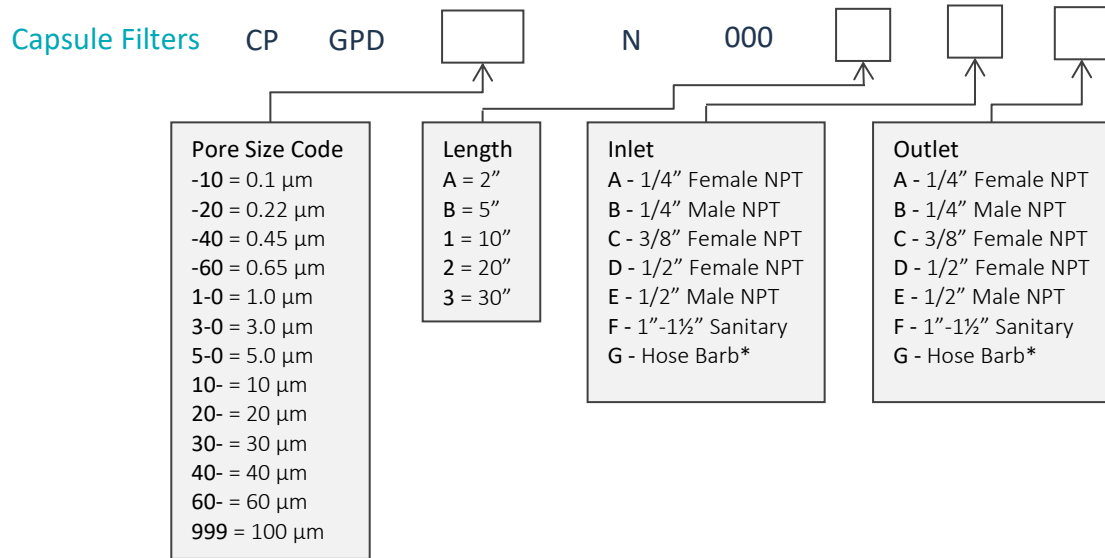 Capsule Filters CP GPD N 000
Pore Size Code
-10 = 0.1 µm
-20 = 0.22 µm
-40 = 0.45 µm
-60 = 0.65 µm
1-0 = 1.0 µm
3-0 = 3.0 µm
5-0 = 5.0 µm
10- = 10 µm
20- = 20 µm
30- = 30 µm
40- = 40 µm
60- = 60 µm
999 = 100 µm
Length
A = 2”
B = 5”
1 = 10”
2 = 20”
3 = 30”
Inlet
A - 1/4” Female NPT
B - 1/4” Male NPT
C - 3/8” Female NPT
D - 1/2” Female NPT
E - 1/2” Male NPT
F - 1”-1½” Sanitary
G - Hose Barb*
Outlet
A - 1/4” Female NPT
B - 1/4” Male NPT
C - 3/8” Female NPT
D - 1/2” Female NPT
E - 1/2” Male NPT
F - 1”-1½” Sanitary
G - Hose Barb*